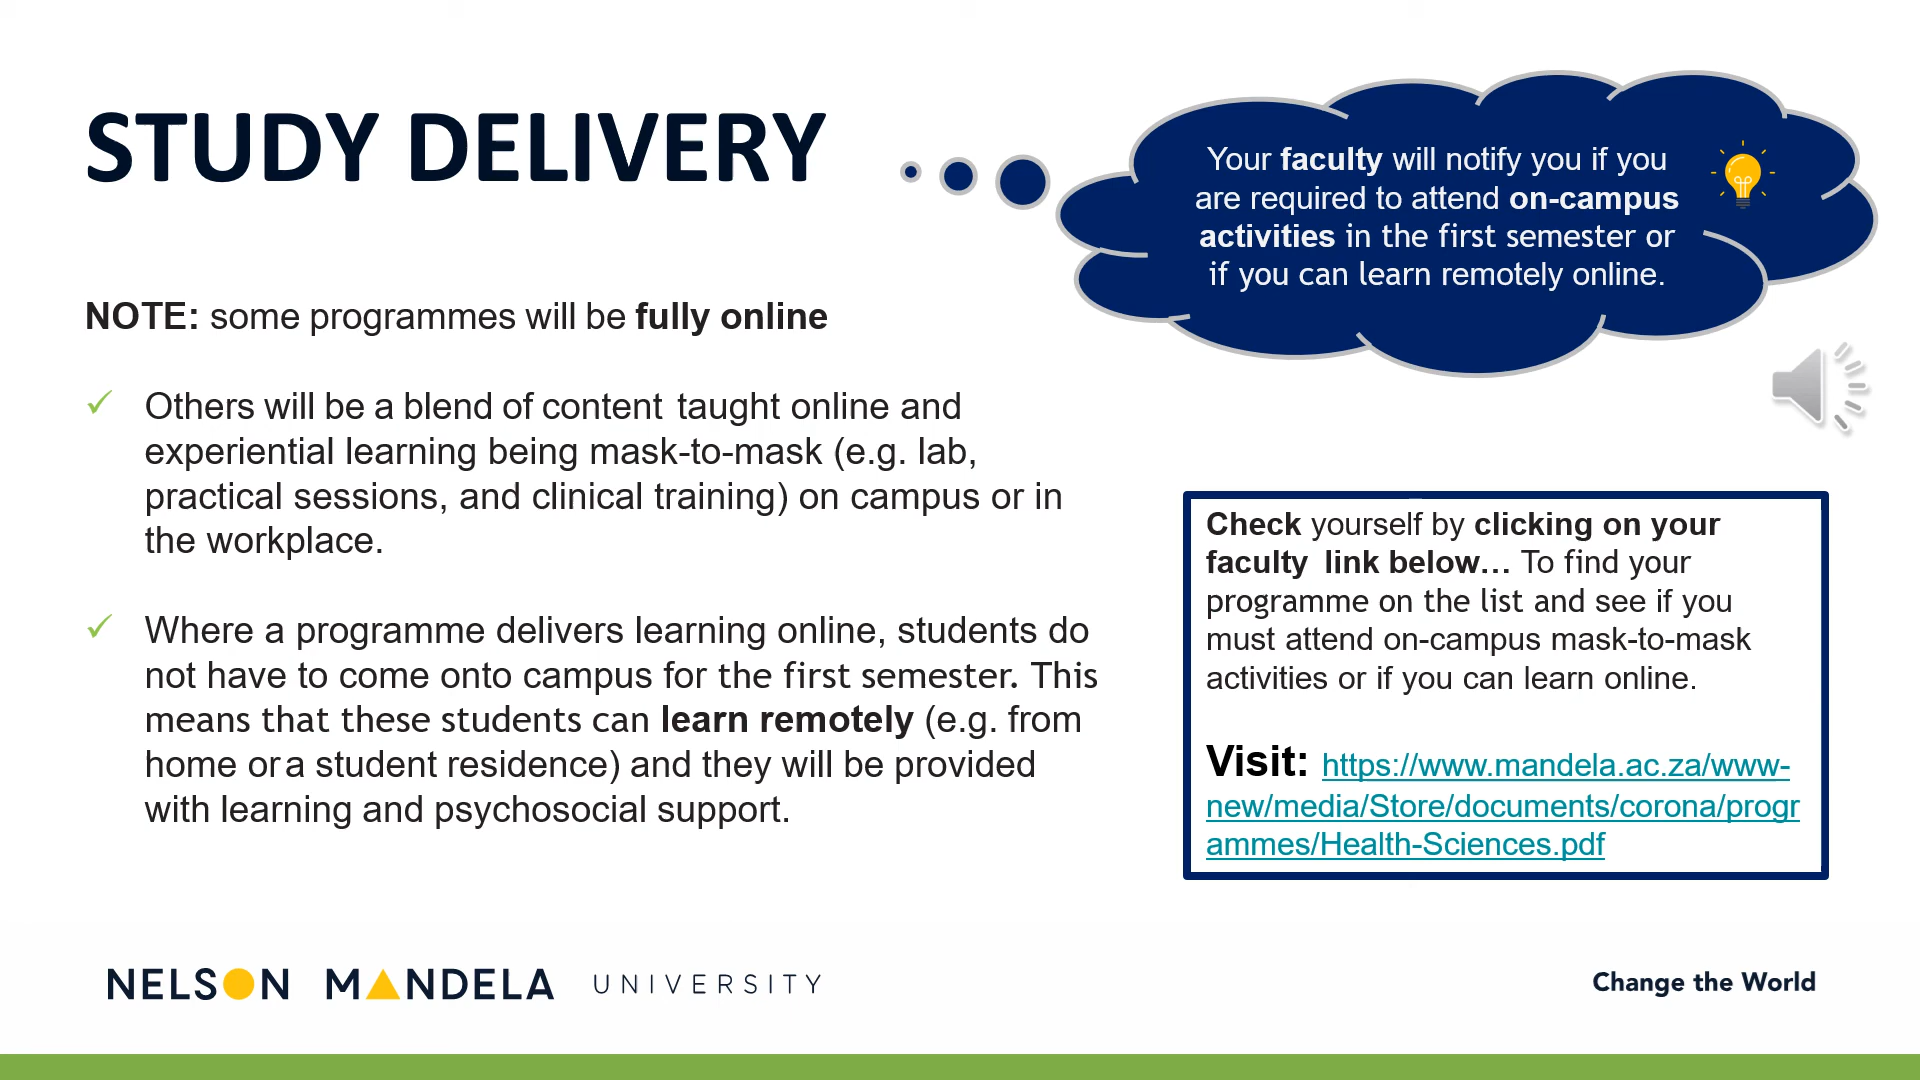 STUDY DELIVERY
Your faculty will notify you if you
are required to attend on-campus
activities in the first semester or
if you can learn remotely online.
NOTE: some programmes will be fully online
Others will be a blend of content taught online and
experiential learning being mask-to-mask (e.g. lab,
practical sessions, and clinical training) on campus or in
the workplace.
Where a programme delivers learning online, students do
not have to come onto campus for the first semester. This
means that these students can learn remotely (e.g. from
home or a student residence) and they will be provided
with learning and psychosocial support.
Check yourself by clicking on your
faculty link below... To find your
programme on the list and see if you
must attend on-campus mask-to-mask
activities or if you can learn online.
Visit: https://www.mandela.ac.za/www-
new/media/Store/documents/corona/progr
ammes/Health-Sciences.pdf
NELSON MANDELA UNIVERSITY
Change the World